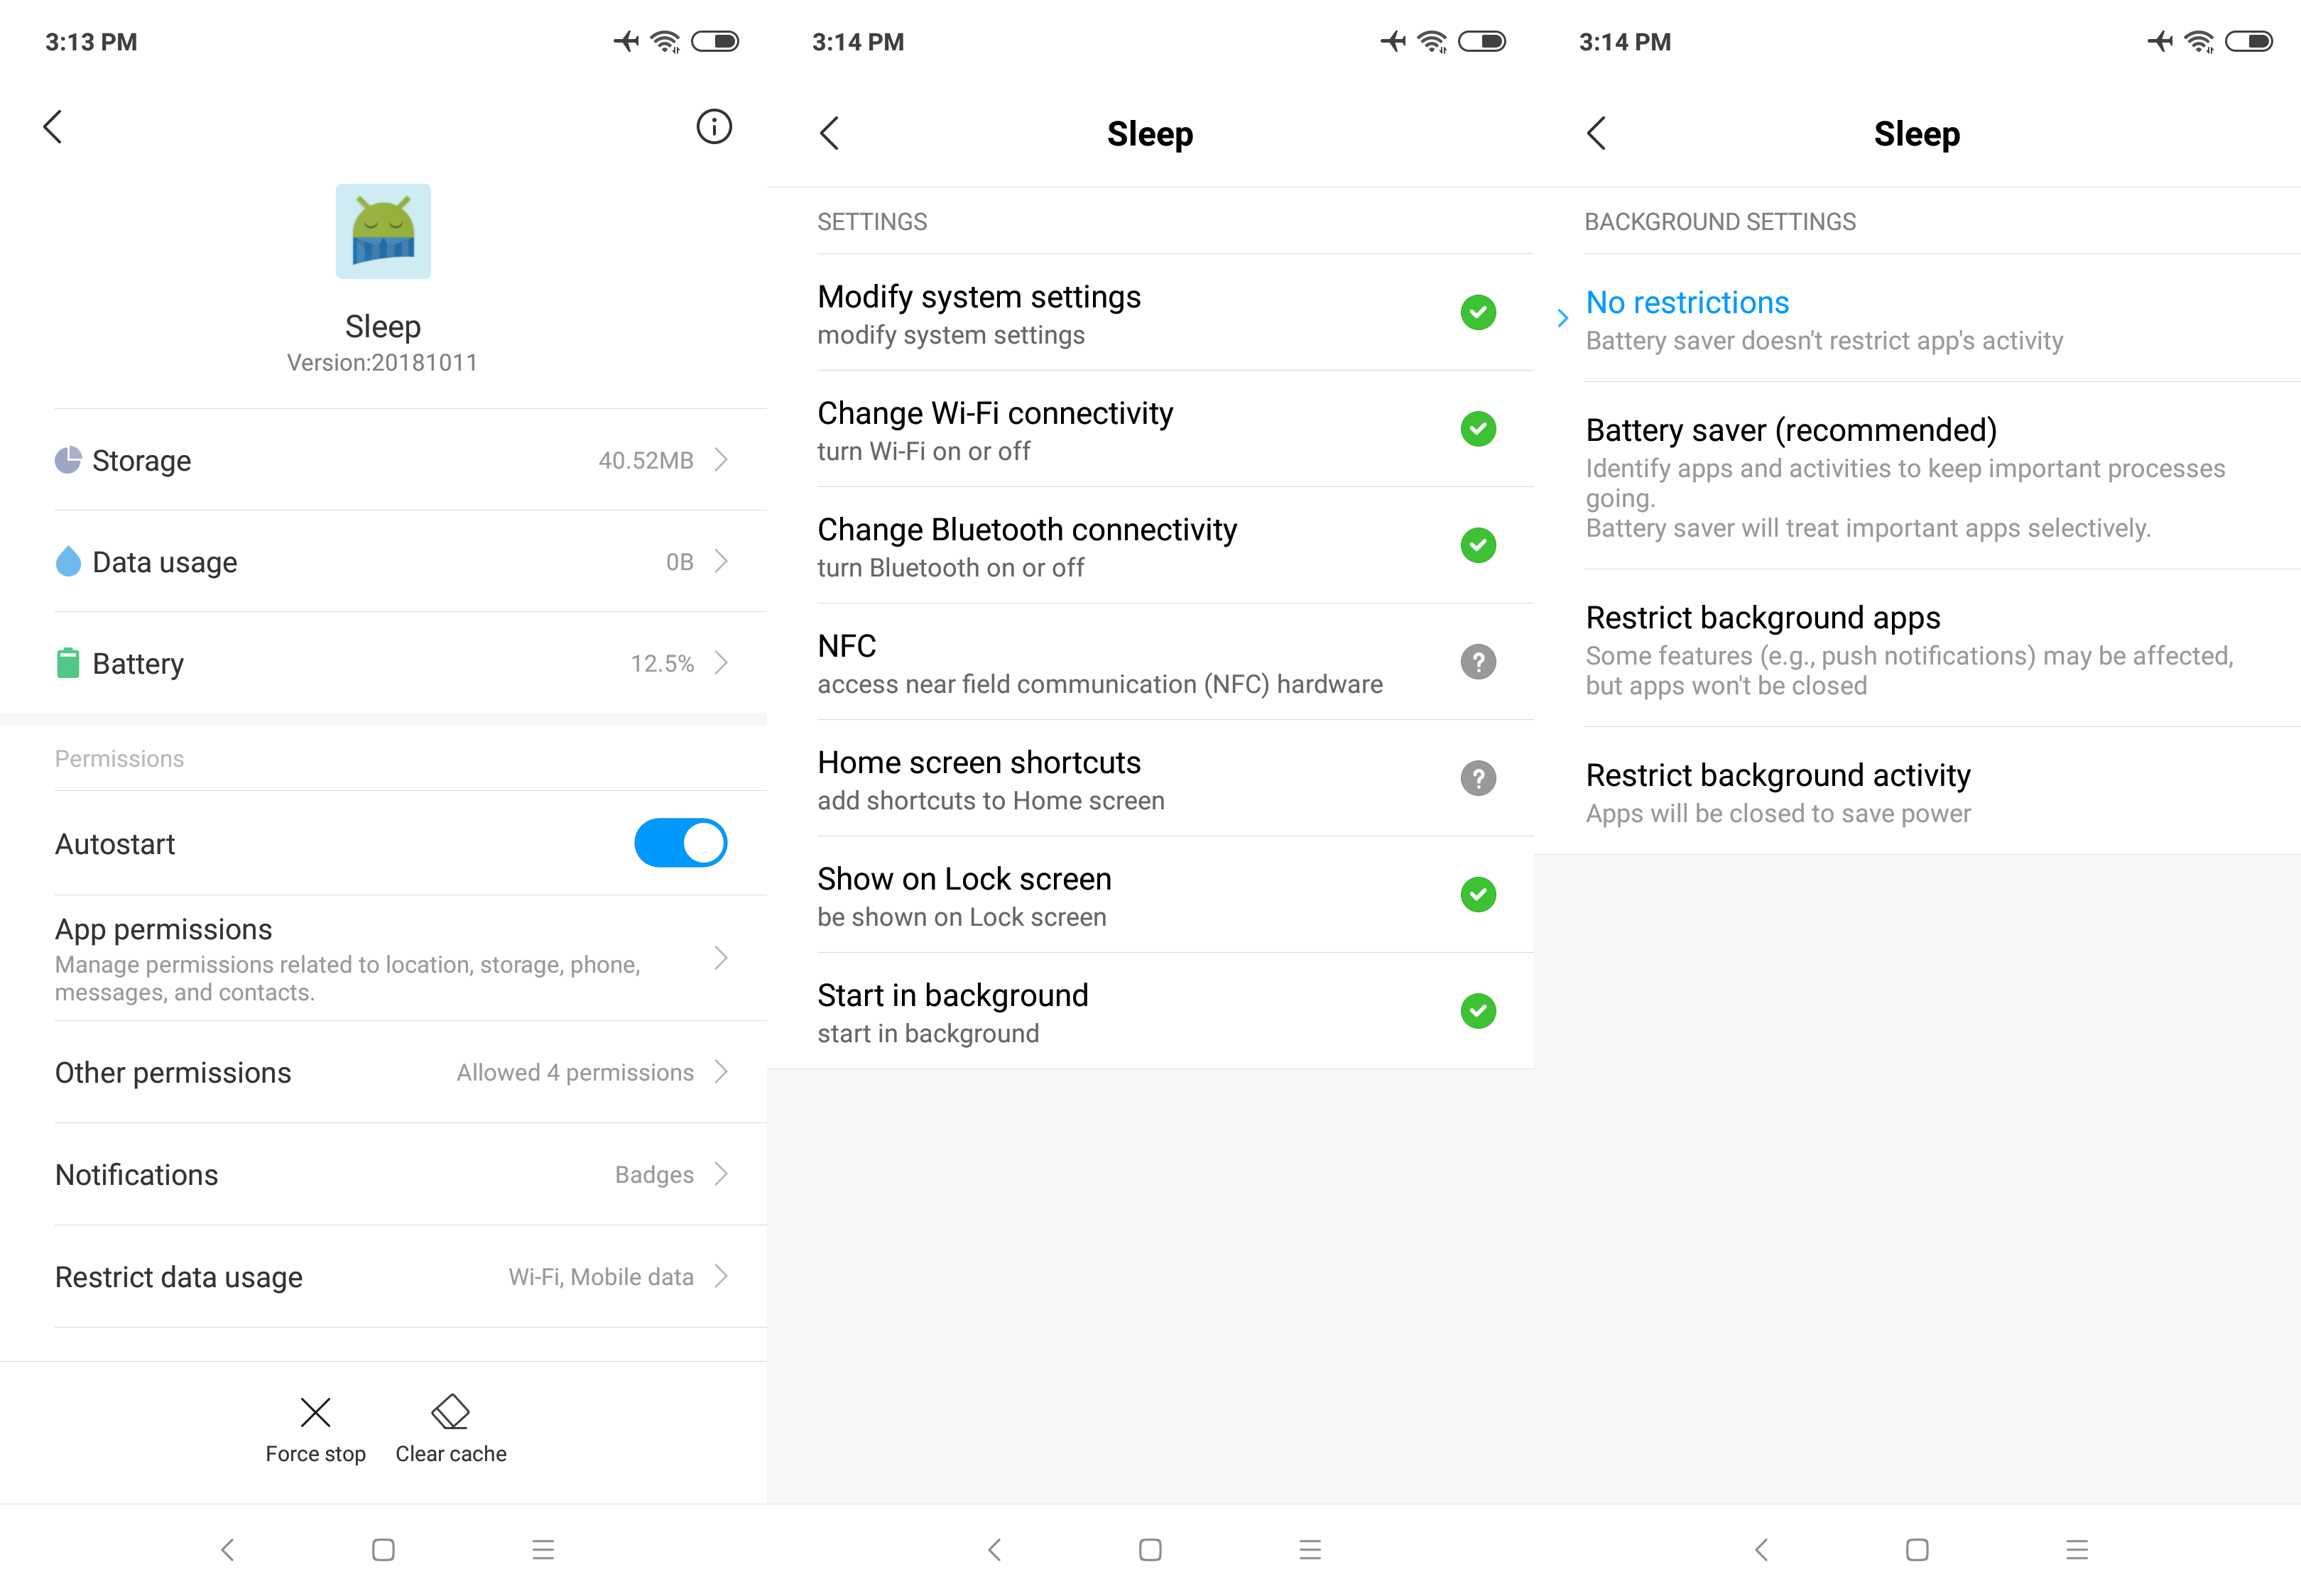 3:13 PM
Sleep
Version:20181011
Storage 40.52MB
Data usage 0B
Battery 12.5%
Permissions
Autostart
App permissions
Manage permissions related to location, storage, phone,
messages, and contacts.
Other permissions Allowed 4 permissions
Notifications Badges
Restrict data usage Wi-Fi, Mobile data
Force stop Clear cache
3:14 PM
Sleep
SETTINGS
Modify system settings
modify system settings
Change Wi-Fi connectivity
turn Wi-Fi on or off
Change Bluetooth connectivity
turn Bluetooth on or off
NFC
access near field communication (NFC) hardware
Home screen shortcuts
add shortcuts to Home screen
Show on Lock screen
be shown on Lock screen
Start in background
start in background
3:14 PM
Sleep
BACKGROUND SETTINGS
No restrictions
Battery saver doesn't restrict app's activity
Battery saver (recommended)
Identify apps and activities to keep important processes
going.
Battery saver will treat important apps selectively.
Restrict background apps
Some features (e.g., push notifications) may be affected,
but apps won't be closed
Restrict background activity
Apps will be closed to save power